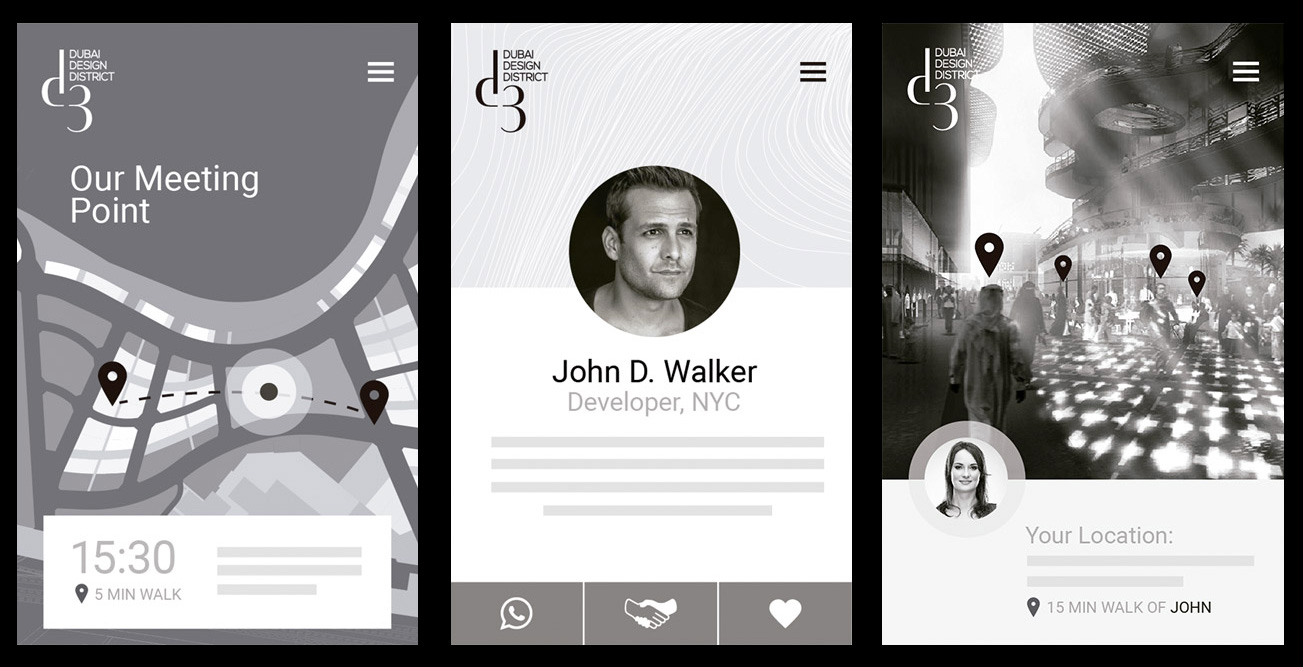 d3
DUBAI
DESIGN
DISTRICT
Our Meeting
Point
15:30
5 MIN WALK
d3
DUBAI
DESIGN
DISTRICT
John D. Walker
Developer, NYC
d3
DUBAI
DESIGN
DISTRICT
Your Location:
15 MIN WALK OF JOHN